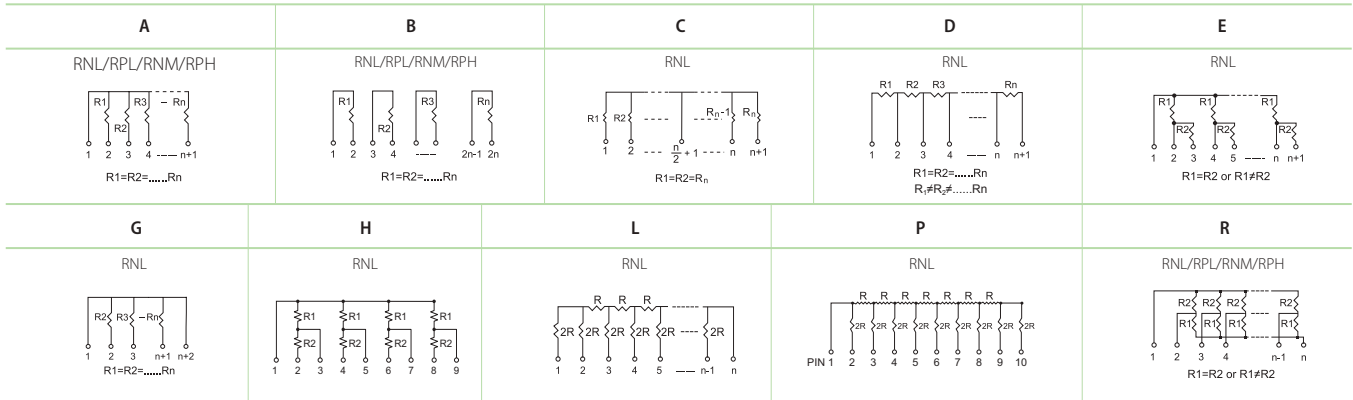 A B C D E
RNL/RPL/RNM/RPH RNL/RPL/RNM/RPH RNL RNL RNL
R1 R2 R3 Rn
1 2 3 4 n+1
R1=R2=......Rn
R1 R2 R3 Rn
1 2 3 4 2n-1 2n
R1=R2=......Rn
R1 R2 Rn-1 Rn
1 2 n/2 + 1 n n+1
R1=R2=Rn
R1 R2 R3 Rn
1 2 3 4 n n+1
R1=R2=......Rn
R1≠R2≠......Rn
R1 R1 R1
R2 R2 R2
1 2 3 4 5 n n+1
R1=R2 or R1≠R2
G H L P R
RNL RNL RNL RNL RNL/RPL/RNM/RPH
R2 R3 Rn
1 2 3 n+1 n+2
R1=R2=......Rn
R1 R1 R1 R1
R2 R2 R2 R2
1 2 3 4 5 6 7 8 9
R R R
2R 2R 2R 2R 2R 2R
1 2 3 4 5 n-1 n
R R R R R R R
2R 2R 2R 2R 2R 2R 2R 2R 2R
PIN 1 2 3 4 5 6 7 8 9 10
R2 R2 R2 R2
R1 R1 R1 R1
1 2 3 4 n-1 n
R1=R2 or R1≠R2